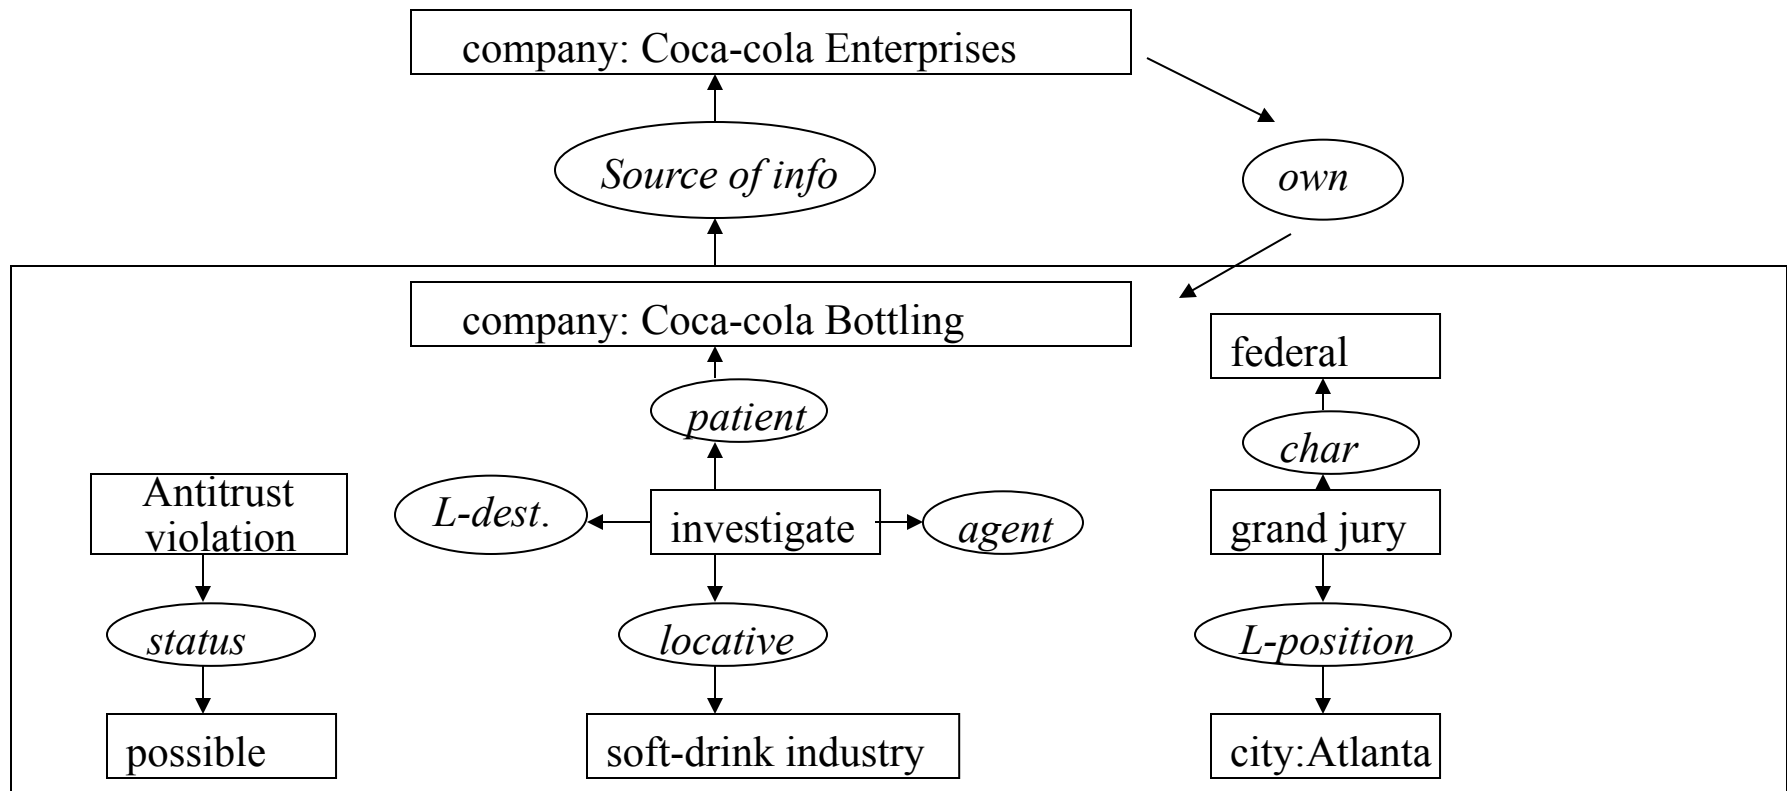 company: Coca-cola Enterprises
Source of info
own
company: Coca-cola Bottling
federal
patient
char
Antitrust
violation
L-dest.
investigate
agent
grand jury
status
locative
L-position
possible
soft-drink industry
city:Atlanta